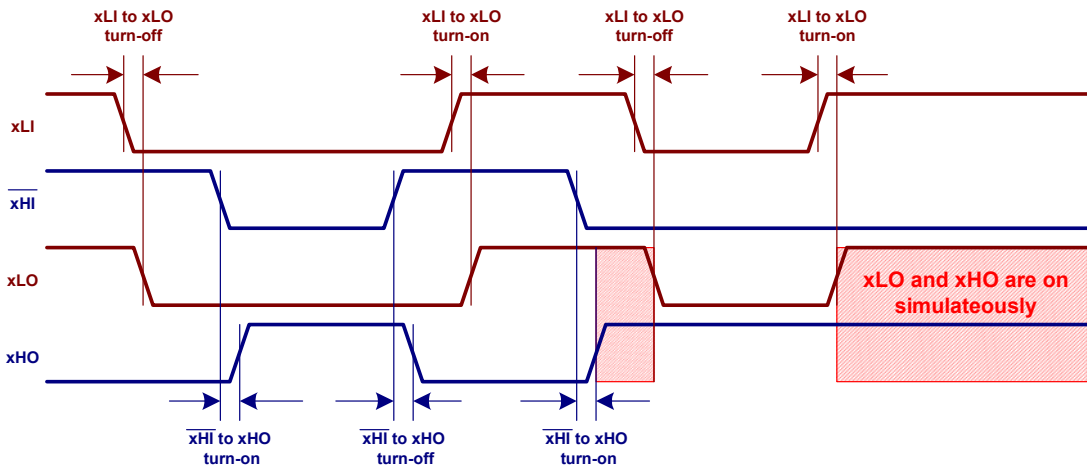 xLI to xLO
turn-off
xLI to xLO
turn-on
xLI to xLO
turn-off
xLI to xLO
turn-on
xLI
xHI
xLO
xLO and xHO are on
simulateously
xHO
xHI to xHO
turn-on
xHI to xHO
turn-off
xHI to xHO
turn-on